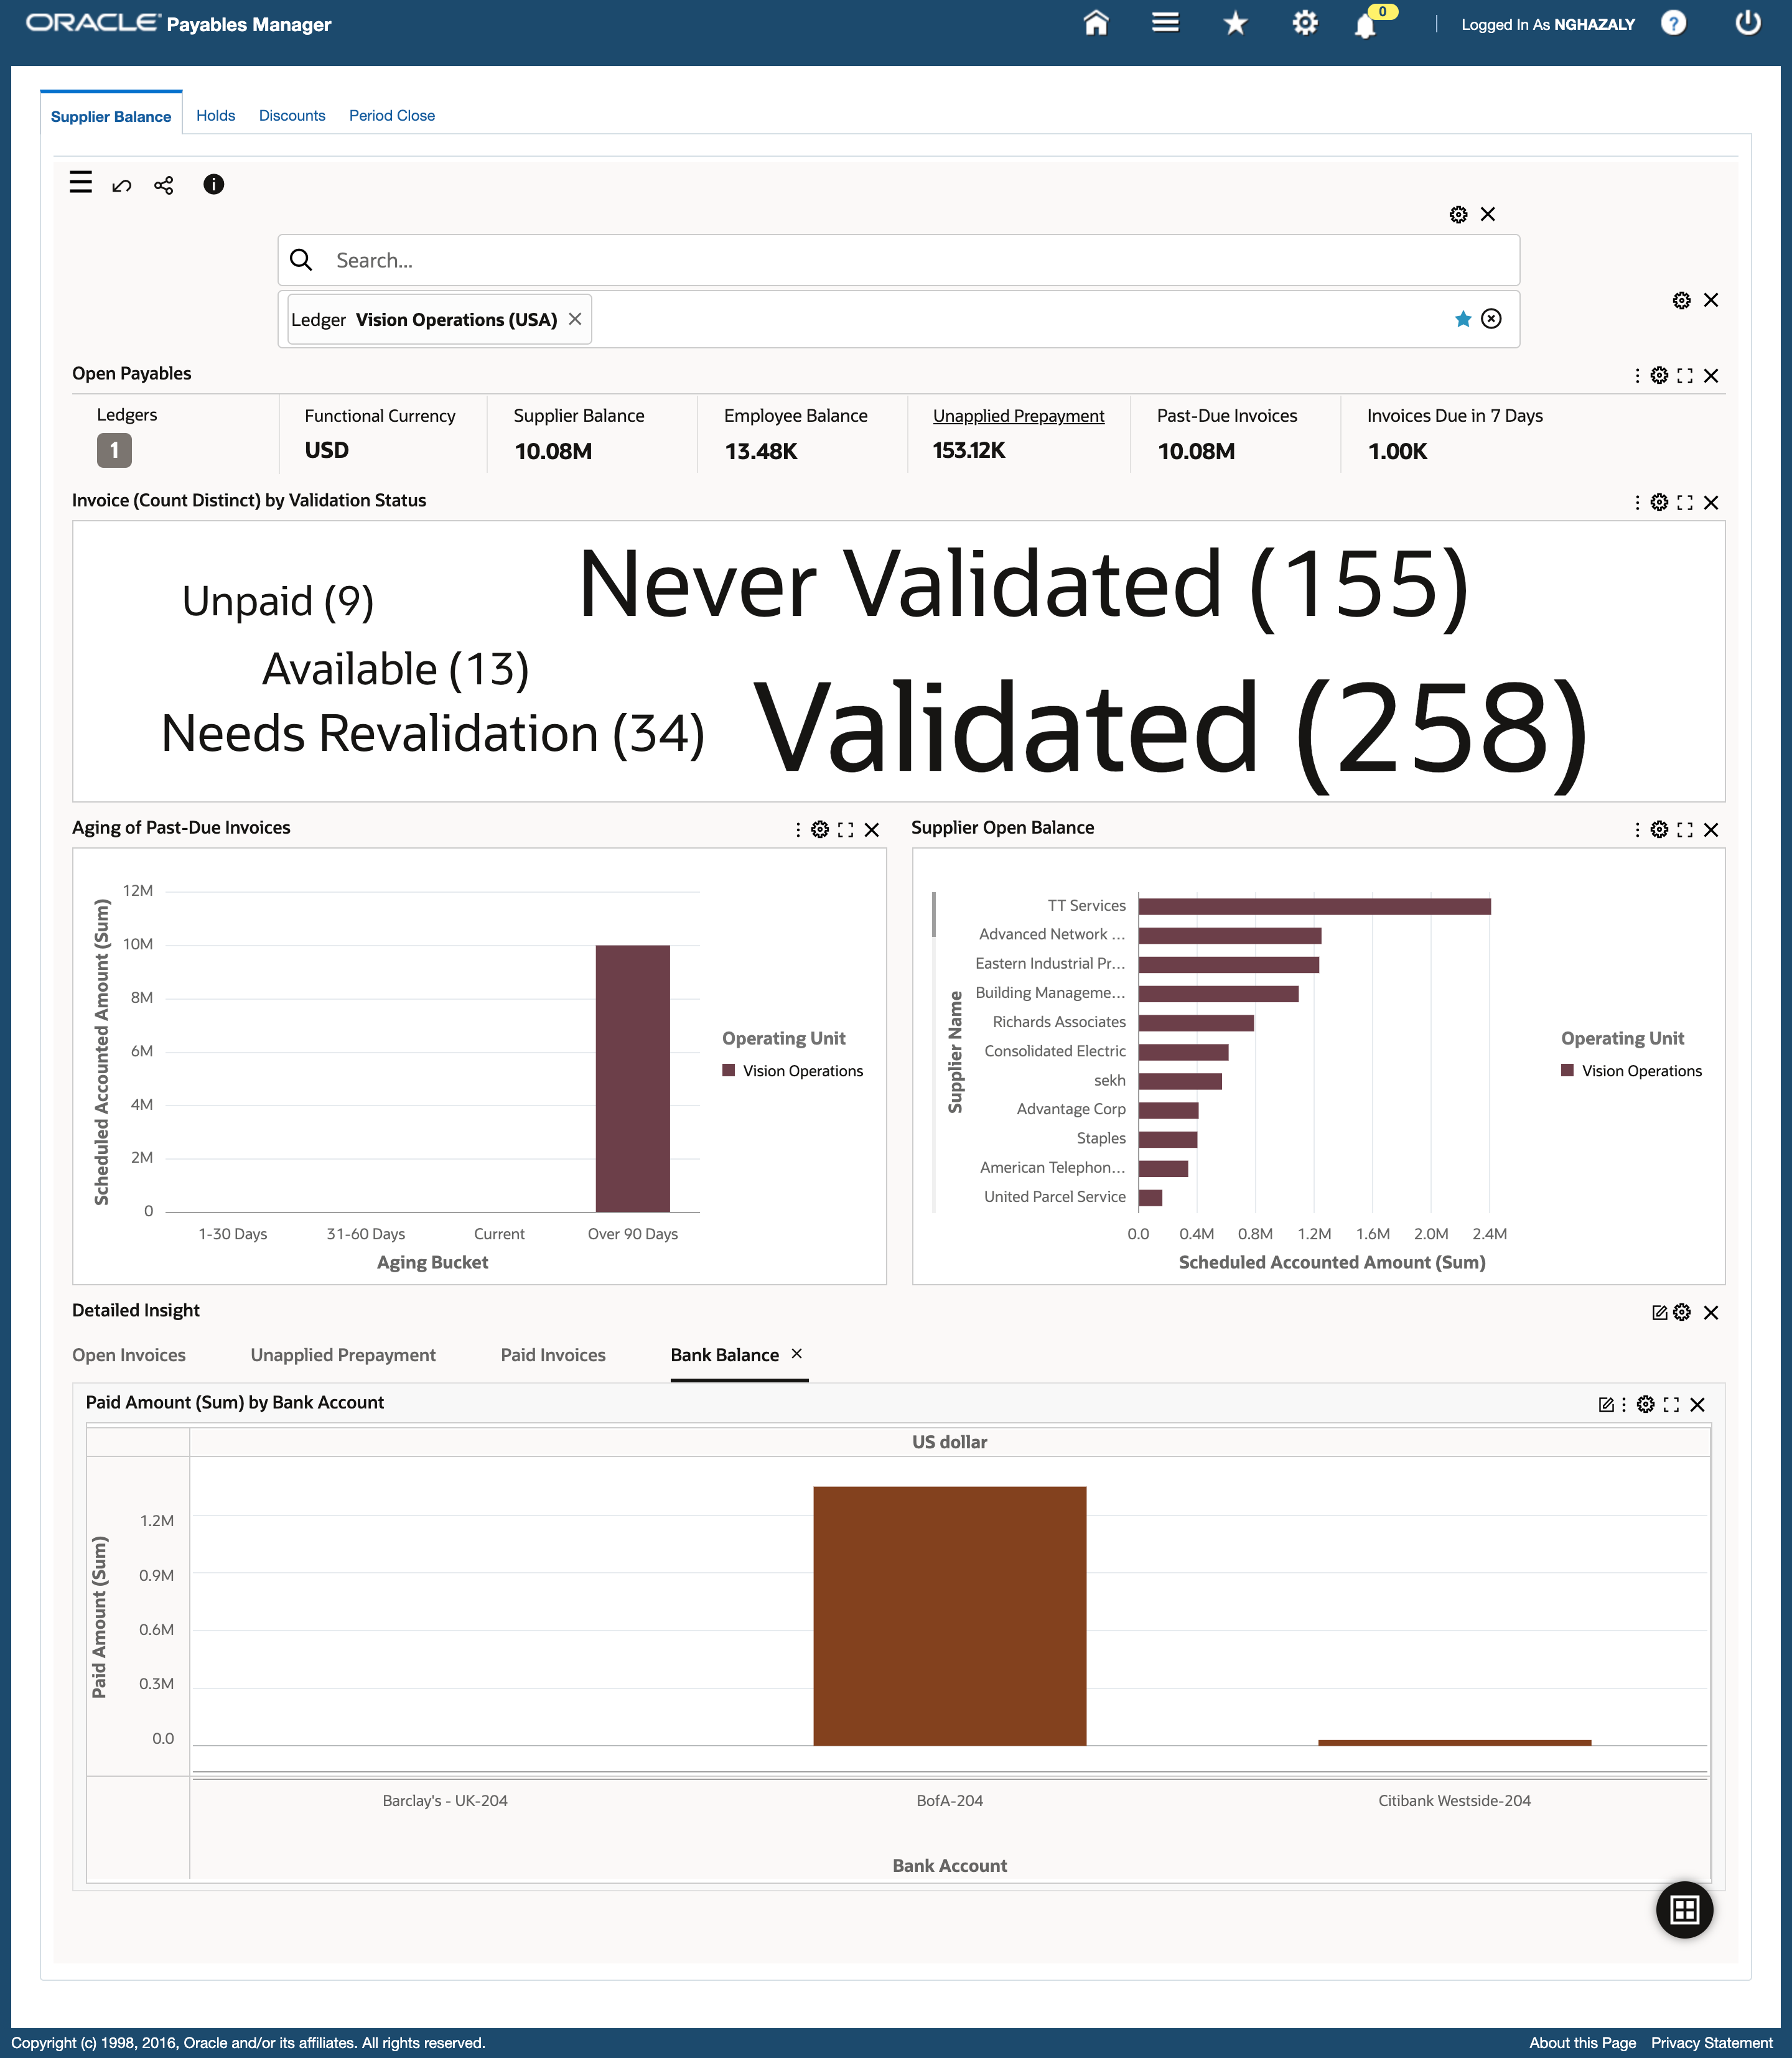 ORACLE Payables Manager
0
Logged In As NGHAZALY
Supplier Balance
Holds
Discounts
Period Close
Search...
Ledger Vision Operations (USA)
Open Payables
Ledgers
1
Functional Currency
USD
Supplier Balance
10.08M
Employee Balance
13.48K
Unapplied Prepayment
153.12K
Past-Due Invoices
10.08M
Invoices Due in 7 Days
1.00K
Invoice (Count Distinct) by Validation Status
Unpaid (9)
Never Validated (155)
Available (13)
Needs Revalidation (34)
Validated (258)
Aging of Past-Due Invoices
Scheduled Accounted Amount (Sum)
12M
10M
8M
6M
4M
2M
0
1-30 Days
31-60 Days
Current
Over 90 Days
Aging Bucket
Operating Unit
Vision Operations
Supplier Open Balance
Supplier Name
TT Services
Advanced Network ...
Eastern Industrial Pr...
Building Manageme...
Richards Associates
Consolidated Electric
sekh
Advantage Corp
Staples
American Telephon...
United Parcel Service
0.0
0.4M
0.8M
1.2M
1.6M
2.0M
2.4M
Scheduled Accounted Amount (Sum)
Operating Unit
Vision Operations
Detailed Insight
Open Invoices
Unapplied Prepayment
Paid Invoices
Bank Balance
Paid Amount (Sum) by Bank Account
US dollar
Paid Amount (Sum)
1.2M
0.9M
0.6M
0.3M
0.0
Barclay's - UK-204
BofA-204
Citibank Westside-204
Bank Account
Copyright (c) 1998, 2016, Oracle and/or its affiliates. All rights reserved.
About this Page
Privacy Statement